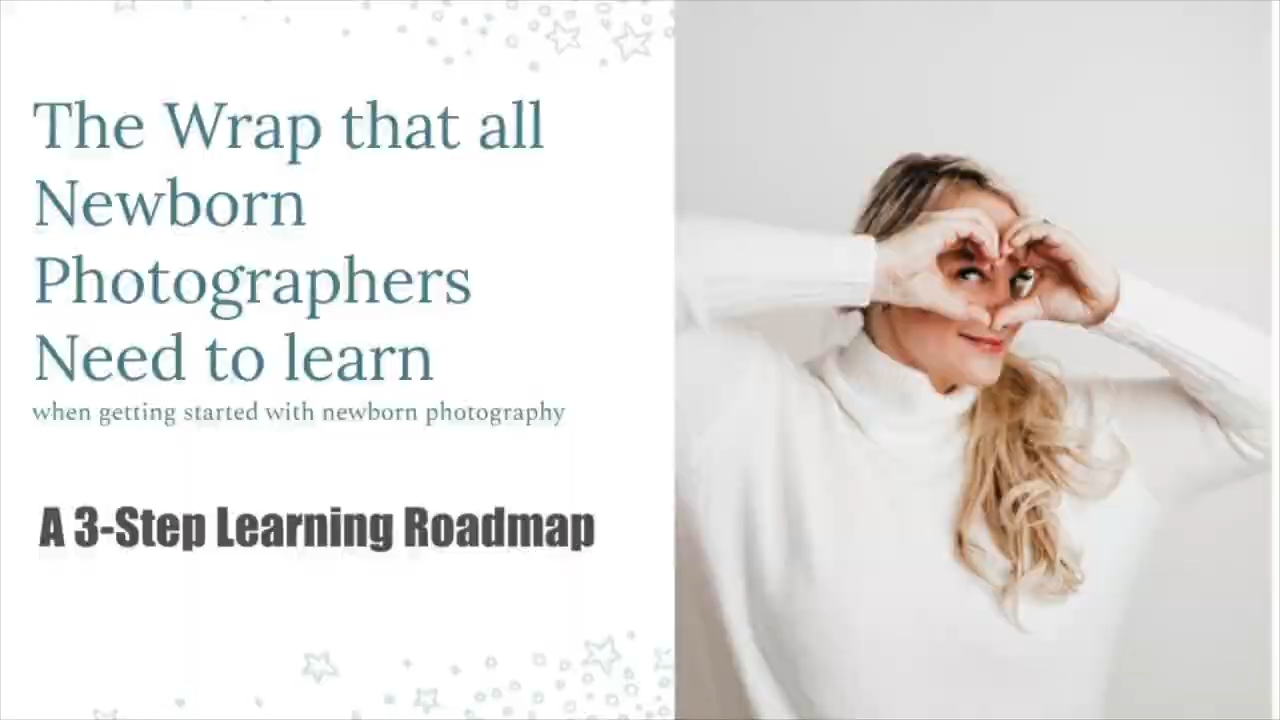 The Wrap that all
Newborn
Photographers
Need to learn
when getting started with newborn photography
A 3-Step Learning Roadmap